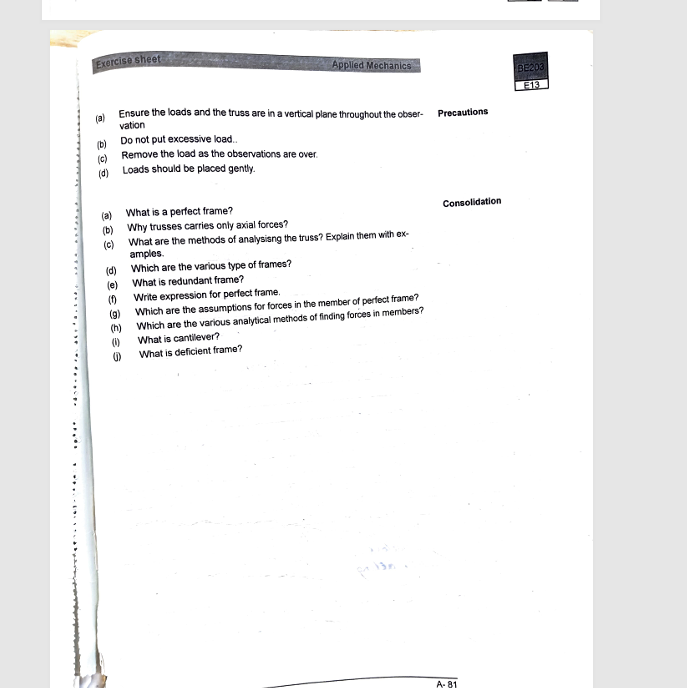 Exercise sheet
Applied Mechanics
BE203
E13
(a) Ensure the loads and the truss are in a vertical plane throughout the obser-
vation
Precautions
(b) Do not put excessive load..
(c) Remove the load as the observations are over.
(d) Loads should be placed gently.
Consolidation
(a) What is a perfect frame?
(b) Why trusses carries only axial forces?
(c) What are the methods of analysisng the truss? Explain them with ex-
amples.
(d) Which are the various type of frames?
(e) What is redundant frame?
(f) Write expression for perfect frame.
(g) Which are the assumptions for forces in the member of perfect frame?
(h) Which are the various analytical methods of finding forces in members?
(i) What is cantilever?
(j) What is deficient frame?
A- 81